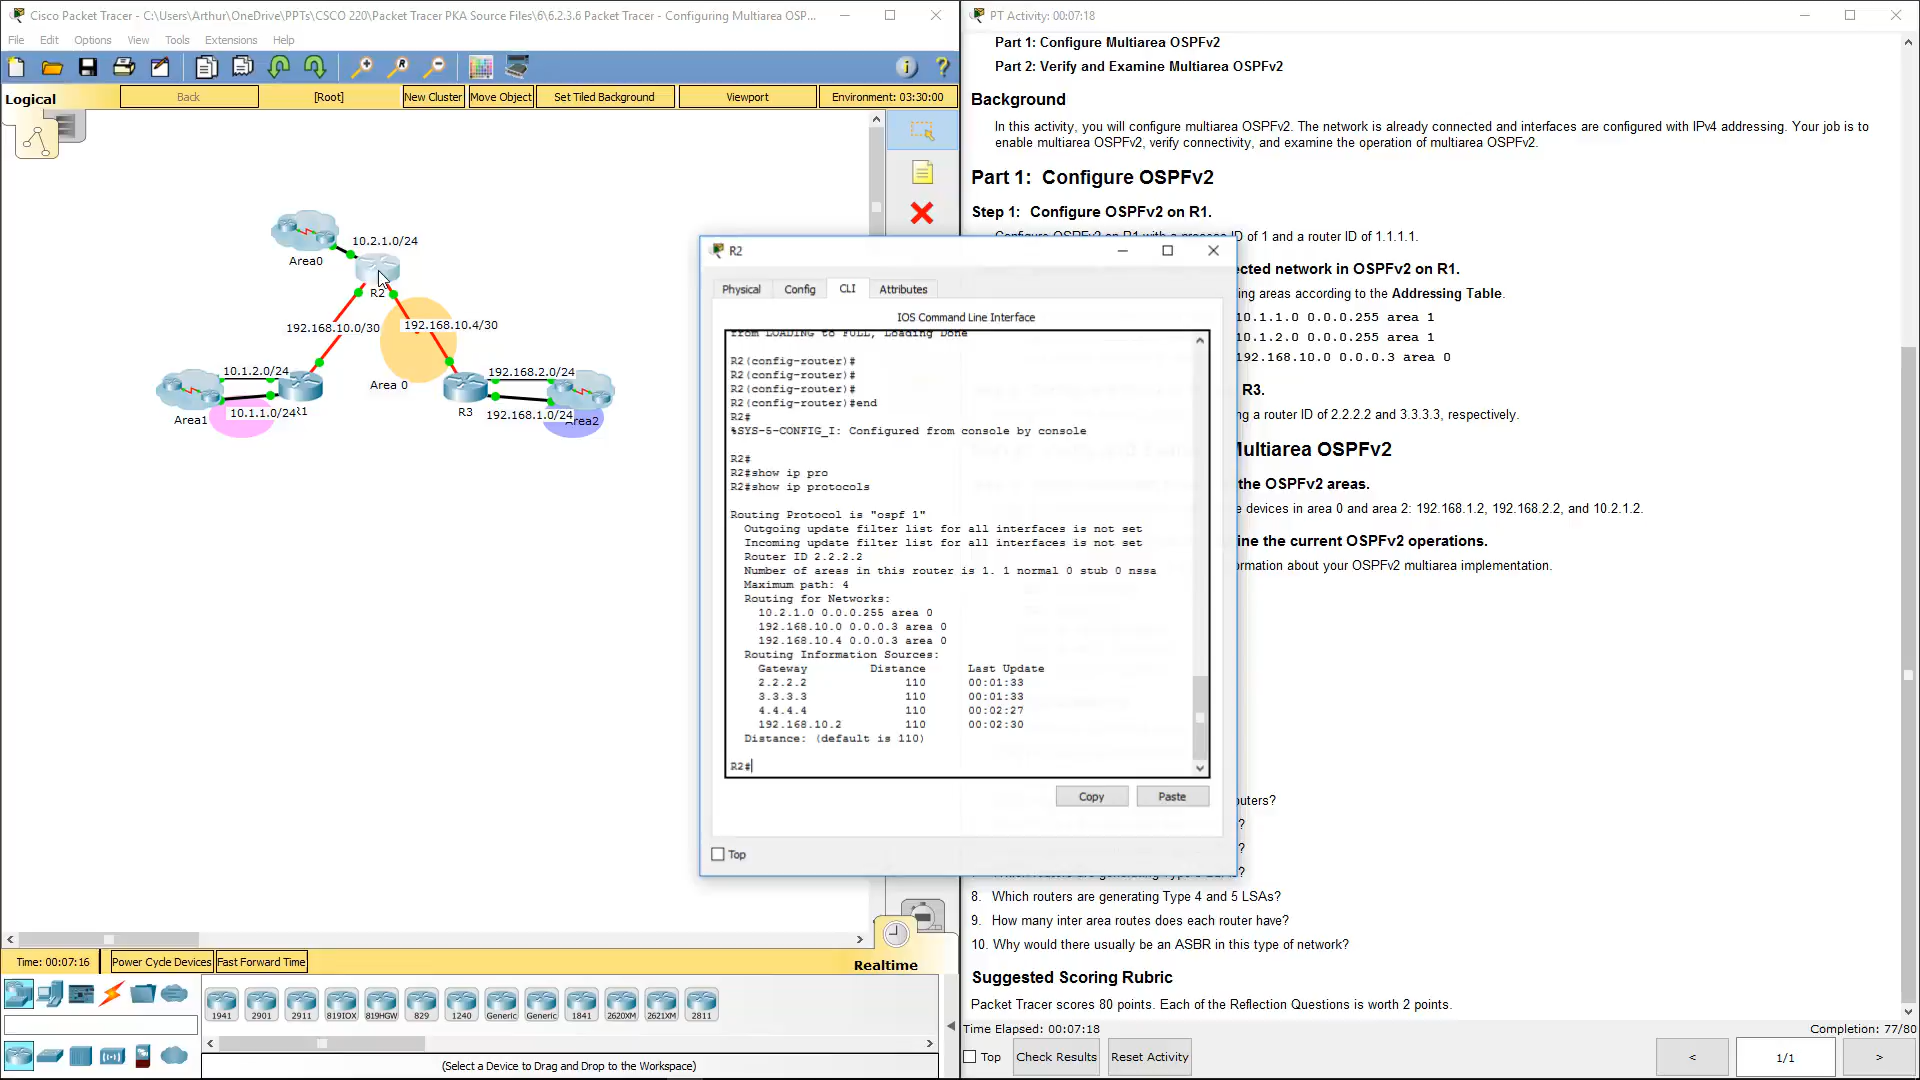 Cisco Packet Tracer - C:\Users\Arthur\OneDrive\PPTs\CSCO 220\Packet Tracer PKA Source Files\6\6.2.3.6 Packet Tracer - Configuring Multiarea OSP...
File Edit Options View Tools Extensions Help
Logical
Back
[Root]
New Cluster
Move Object
Set Tiled Background
Viewport
Environment: 03:30:00
10.2.1.0/24
Area0
R2
192.168.10.0/30
192.168.10.4/30
Area 0
10.1.2.0/24
10.1.1.0/24
R1
Area1
192.168.2.0/24
192.168.1.0/24
R3
Area2
R2
Physical
Config
CLI
Attributes
IOS Command Line Interface
from LOADING to FULL, Loading Done
R2(config-router)#
R2(config-router)#
R2(config-router)#
R2(config-router)#end
R2#
%SYS-5-CONFIG_I: Configured from console by console
R2#
R2#show ip pro
R2#show ip protocols
Routing Protocol is "ospf 1"
Outgoing update filter list for all interfaces is not set
Incoming update filter list for all interfaces is not set
Router ID 2.2.2.2
Number of areas in this router is 1. 1 normal 0 stub 0 nssa
Maximum path: 4
Routing for Networks:
10.2.1.0 0.0.0.255 area 0
192.168.10.0 0.0.0.3 area 0
192.168.10.4 0.0.0.3 area 0
Routing Information Sources:
Gateway Distance Last Update
2.2.2.2 110 00:01:33
3.3.3.3 110 00:01:33
4.4.4.4 110 00:02:27
192.168.10.2 110 00:02:30
Distance: (default is 110)
R2#
Copy
Paste
Top
Realtime
Time: 00:07:16
Power Cycle Devices
Fast Forward Time
1941 2901 2911 819IOX 819HGW 829 1240 Generic Generic 1841 2620XM 2621XM 2811
(Select a Device to Drag and Drop to the Workspace)
PT Activity: 00:07:18
Part 1: Configure Multiarea OSPFv2
Part 2: Verify and Examine Multiarea OSPFv2
Background
In this activity, you will configure multiarea OSPFv2. The network is already connected and interfaces are configured with IPv4 addressing. Your job is to
enable multiarea OSPFv2, verify connectivity, and examine the operation of multiarea OSPFv2.
Part 1: Configure OSPFv2
Step 1: Configure OSPFv2 on R1.
Configure OSPFv2 on R1 with a process ID of 1 and a router ID of 1.1.1.1.
ected network in OSPFv2 on R1.
ing areas according to the Addressing Table.
10.1.1.0 0.0.0.255 area 1
10.1.2.0 0.0.0.255 area 1
192.168.10.0 0.0.0.3 area 0
R3.
ng a router ID of 2.2.2.2 and 3.3.3.3, respectively.
Multiarea OSPFv2
the OSPFv2 areas.
e devices in area 0 and area 2: 192.168.1.2, 192.168.2.2, and 10.2.1.2.
ine the current OSPFv2 operations.
ormation about your OSPFv2 multiarea implementation.
uters?
?
?
?
8. Which routers are generating Type 4 and 5 LSAs?
9. How many inter area routes does each router have?
10. Why would there usually be an ASBR in this type of network?
Suggested Scoring Rubric
Packet Tracer scores 80 points. Each of the Reflection Questions is worth 2 points.
Time Elapsed: 00:07:18
Completion: 77/80
Top
Check Results
Reset Activity
<
1/1
>